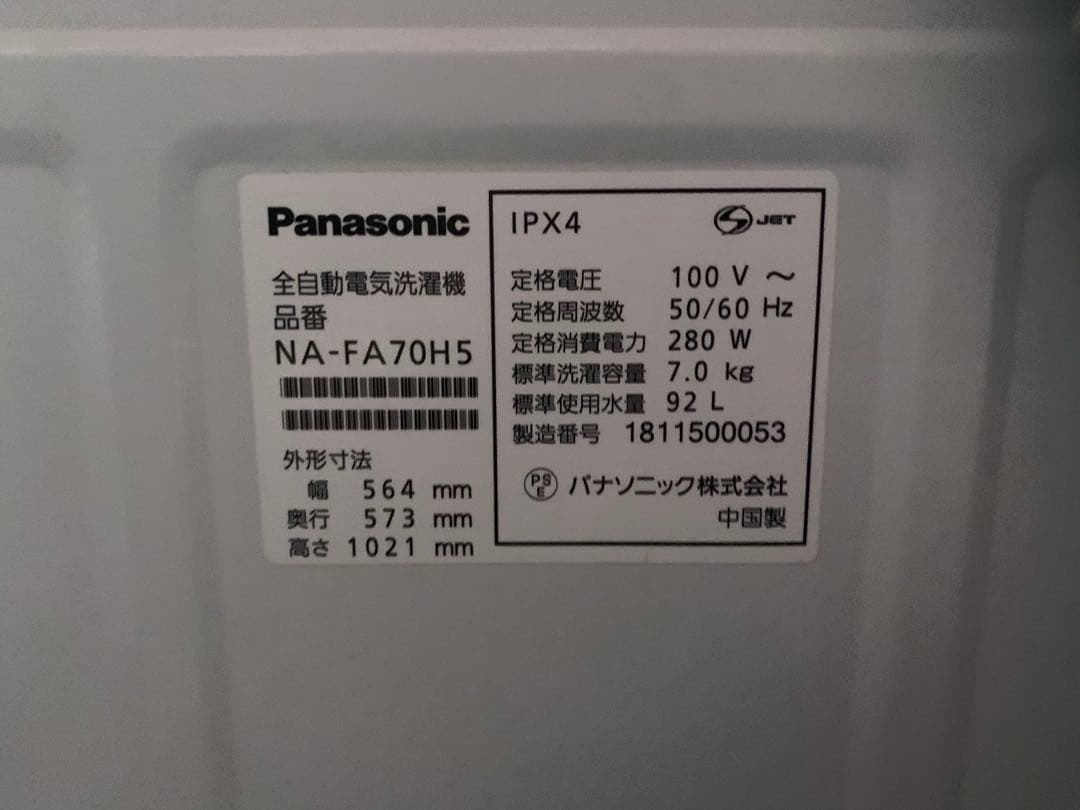 Panasonic
全自動電気洗濯機
品番
NA-FA70H5
外形寸法
幅 564 mm
奥行 573 mm
高さ 1021 mm
IPX4
JET
定格電圧 100 V ～
定格周波数 50/60 Hz
定格消費電力 280 W
標準洗濯容量 7.0 kg
標準使用水量 92 L
製造番号 1811500053
PSE パナソニック株式会社
中国製